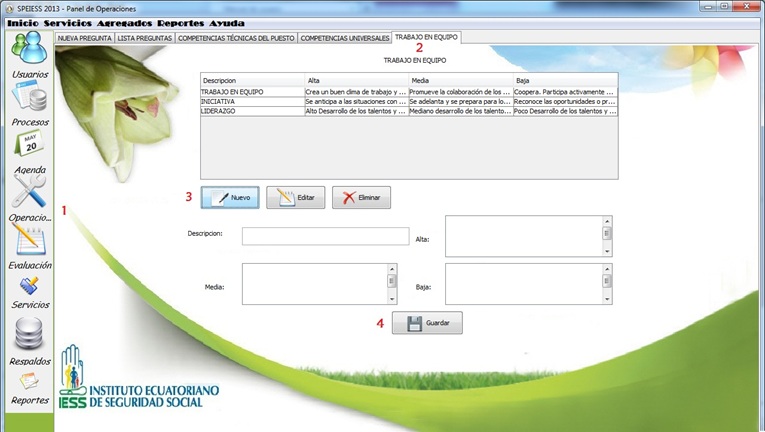 SPEIESS 2013 - Panel de Operaciones
Inicio Servicios Agregados Reportes Ayuda
NUEVA PREGUNTA LISTA PREGUNTAS COMPETENCIAS TÉCNICAS DEL PUESTO COMPETENCIAS UNIVERSALES TRABAJO EN EQUIPO
2
TRABAJO EN EQUIPO
Usuarios
Procesos
MAY
20
Agenda
Operacio...
1
Evaluación
Servicios
Respaldos
Reportes
Descripcion Alta Media Baja
TRABAJO EN EQUIPO Crea un buen clima de trabajo y ... Promueve la colaboración de los ... Coopera. Participa activamente ...
INICIATIVA Se anticipa a las situaciones con ... Se adelanta y se prepara para lo... Reconoce las oportunidades o pr...
LIDERAZGO Alto Desarrollo de los talentos y ... Mediano desarrollo de los talento... Poco Desarrollo de los talentos y ...
3 Nuevo Editar Eliminar
Descripcion: Alta:
Media: Baja:
4 Guardar
IESS
INSTITUTO ECUATORIANO
DE SEGURIDAD SOCIAL